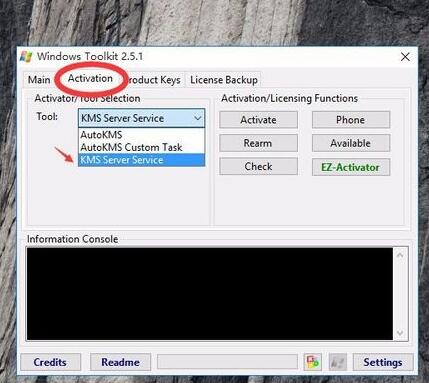 Windows Toolkit 2.5.1
Main Activation Product Keys License Backup
Activator/Tool Selection
Tool: KMS Server Service
AutoKMS
AutoKMS Custom Task
KMS Server Service
Activation/Licensing Functions
Activate Phone
Rearm Available
Check EZ-Activator
Information Console
Credits Readme Settings